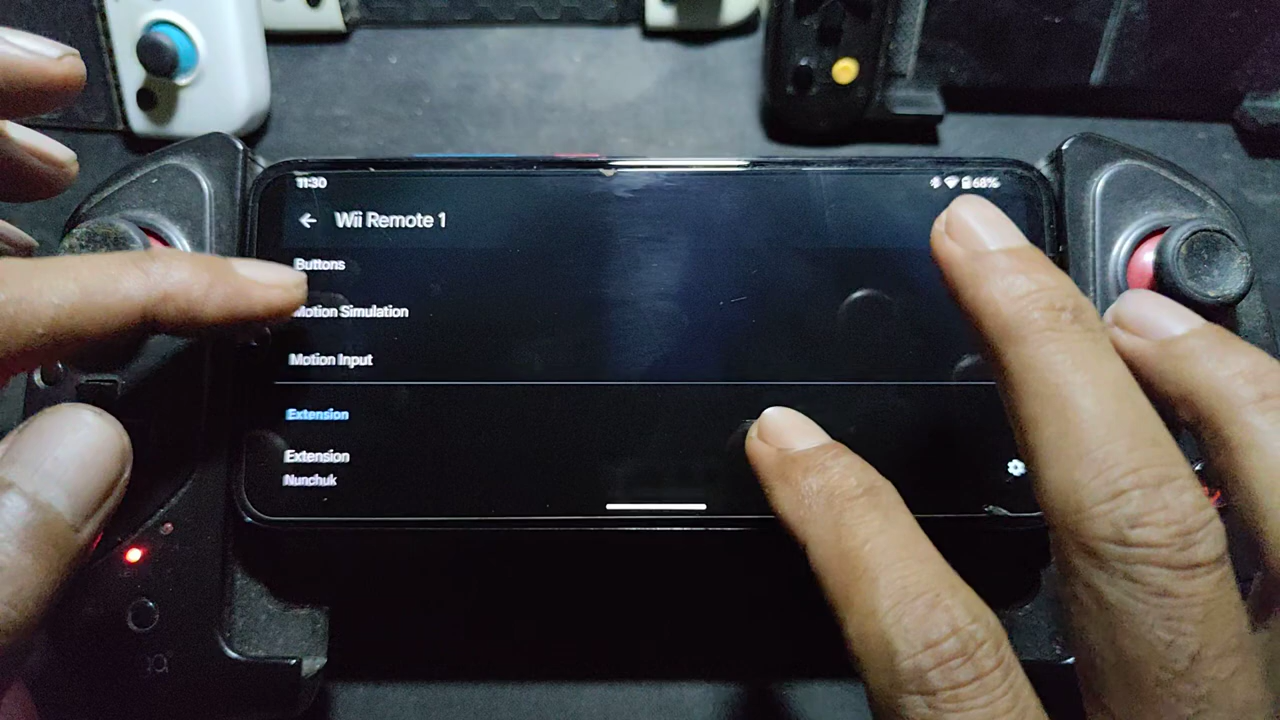 11:30
68%
Wii Remote 1
Buttons
Motion Simulation
Motion Input
Extension
Extension
Nunchuk